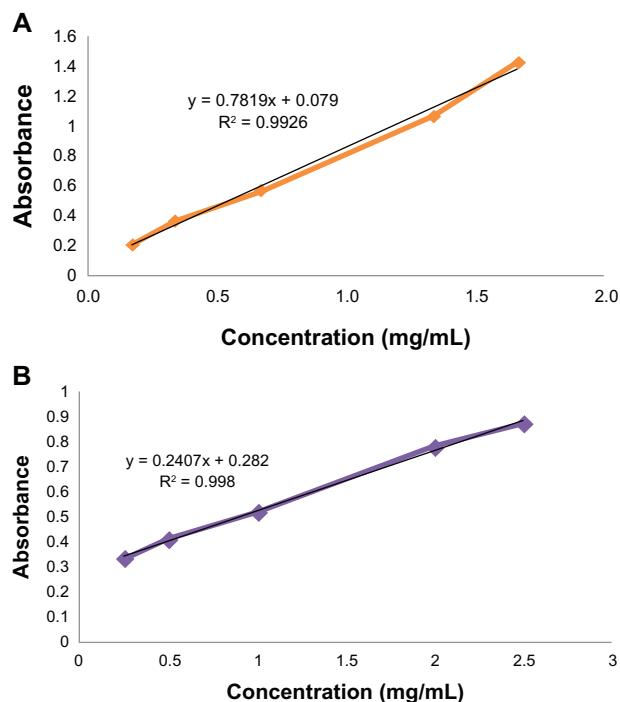 A
1.6
1.4
1.2
1
0.8
0.6
0.4
0.2
0
Absorbance
y = 0.7819x + 0.079
R² = 0.9926
0.0 0.5 1.0 1.5 2.0
Concentration (mg/mL)
B
1
0.9
0.8
0.7
0.6
0.5
0.4
0.3
0.2
0.1
0
Absorbance
y = 0.2407x + 0.282
R² = 0.998
0.5 1 2 2.5 3
Concentration (mg/mL)